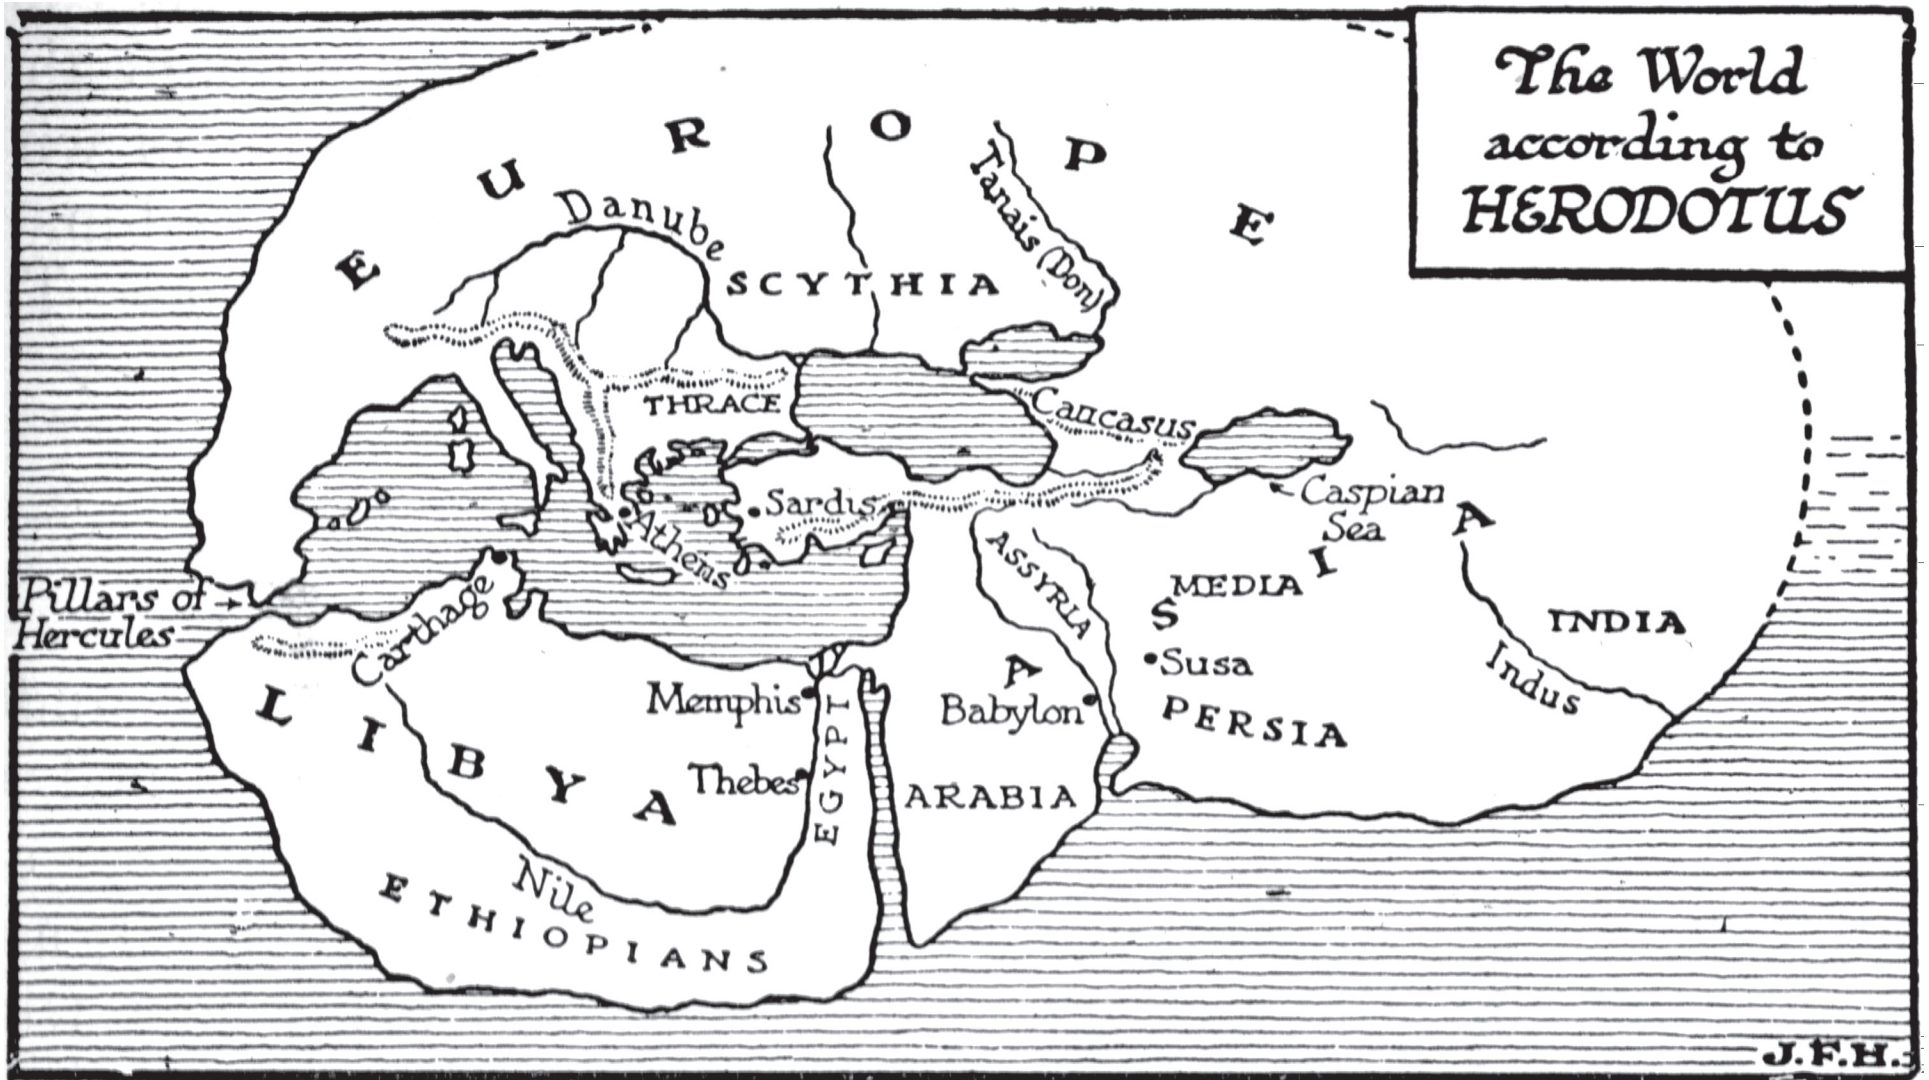 The World
according to
HERODOTUS
EUROPE
Danube
SCYTHIA
Tanais (Don)
THRACE
Caucasus
Sardis
Athens
Caspian
Sea
ASIA
ASSYRIA
MEDIA
INDIA
Indus
Susa
PERSIA
Babylon
ARABIA
Pillars of
Hercules
Carthage
LIBYA
Memphis
Thebes
EGYPT
Nile
ETHIOPIANS
J.F.H.